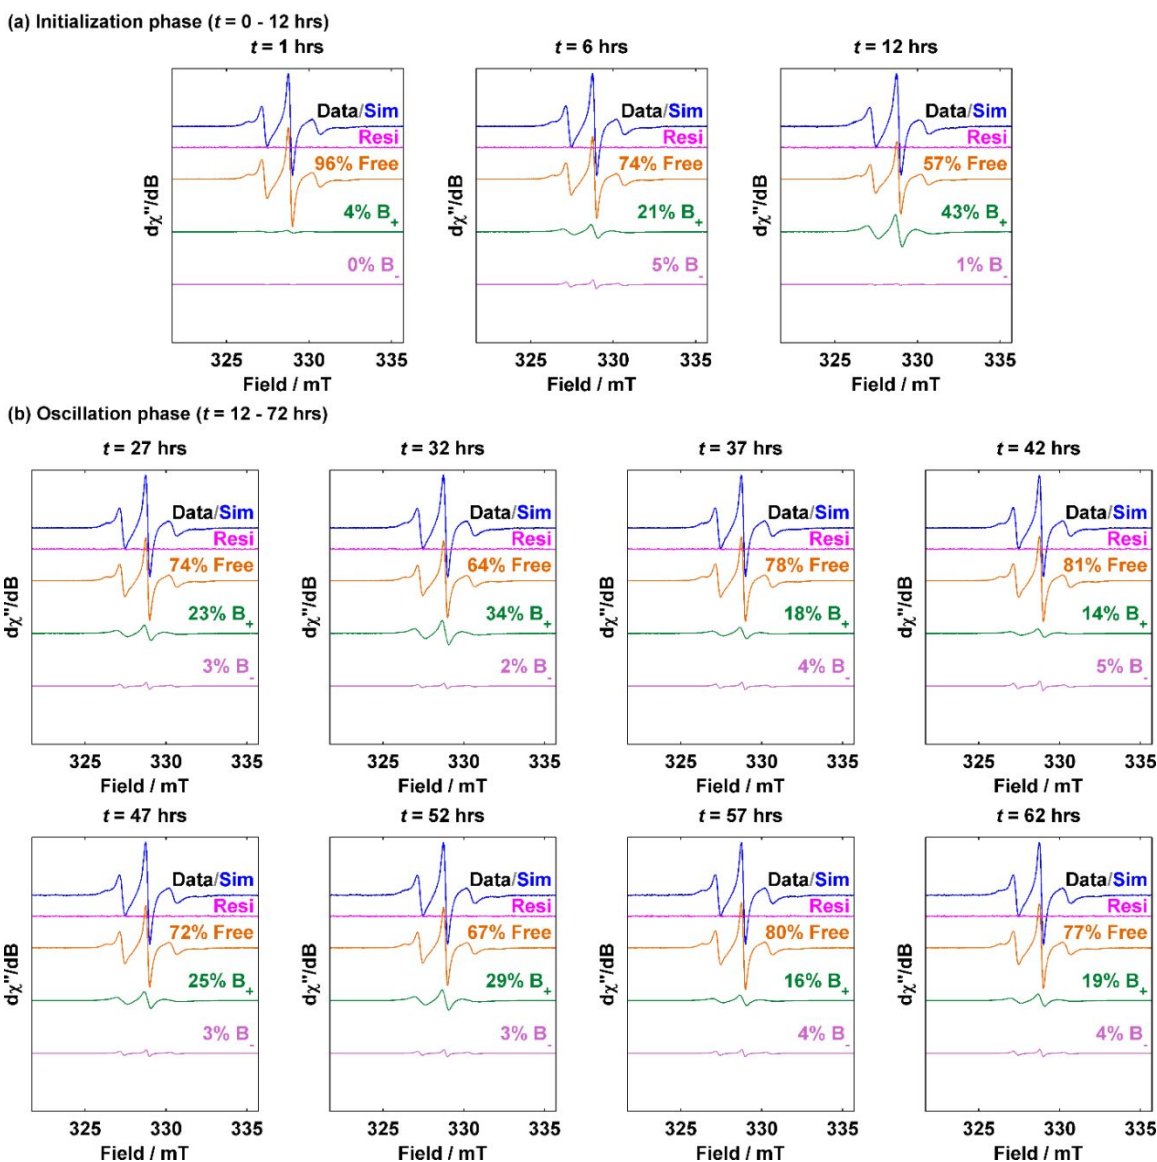 (a) Initialization phase (t = 0 - 12 hrs)
t = 1 hrs
t = 6 hrs
t = 12 hrs
Data/Sim
Resi
96% Free
4% B+
0% B-
dχ''/dB
325 330 335
Field / mT
Data/Sim
Resi
74% Free
21% B+
5% B-
dχ''/dB
325 330 335
Field / mT
Data/Sim
Resi
57% Free
43% B+
1% B-
dχ''/dB
325 330 335
Field / mT
(b) Oscillation phase (t = 12 - 72 hrs)
t = 27 hrs
t = 32 hrs
t = 37 hrs
t = 42 hrs
Data/Sim
Resi
74% Free
23% B+
3% B-
dχ''/dB
325 330 335
Field / mT
Data/Sim
Resi
64% Free
34% B+
2% B-
dχ''/dB
325 330 335
Field / mT
Data/Sim
Resi
78% Free
18% B+
4% B-
dχ''/dB
325 330 335
Field / mT
Data/Sim
Resi
81% Free
14% B+
5% B-
dχ''/dB
325 330 335
Field / mT
t = 47 hrs
t = 52 hrs
t = 57 hrs
t = 62 hrs
Data/Sim
Resi
72% Free
25% B+
3% B-
dχ''/dB
325 330 335
Field / mT
Data/Sim
Resi
67% Free
29% B+
3% B-
dχ''/dB
325 330 335
Field / mT
Data/Sim
Resi
80% Free
16% B+
4% B-
dχ''/dB
325 330 335
Field / mT
Data/Sim
Resi
77% Free
19% B+
4% B-
dχ''/dB
325 330 335
Field / mT